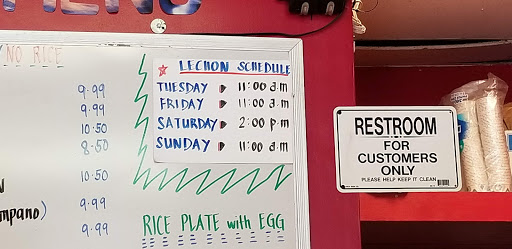 MENU
NO RICE
9.99
9.99
10.50
8.50
10.50
mpano) 9.99
9.99
LECHON SCHEDULE
TUESDAY 11:00 a.m
FRIDAY 11:00 a.m
SATURDAY 2:00 p.m
SUNDAY 11:00 a.m
RICE PLATE with EGG
RESTROOM
FOR
CUSTOMERS
ONLY
PLEASE HELP KEEP IT CLEAN